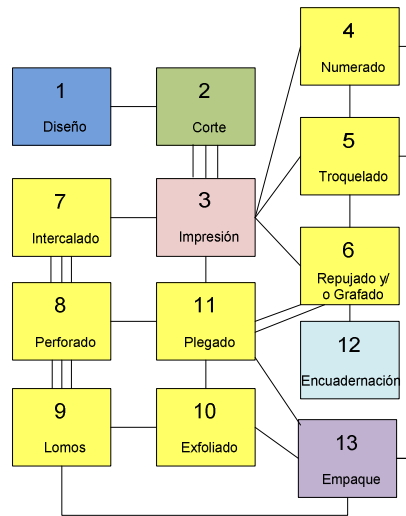 1
Diseño
2
Corte
4
Numerado
5
Troquelado
7
Intercalado
3
Impresión
6
Repujado y/
o Grafado
8
Perforado
11
Plegado
12
Encuadernación
9
Lomos
10
Exfoliado
13
Empaque